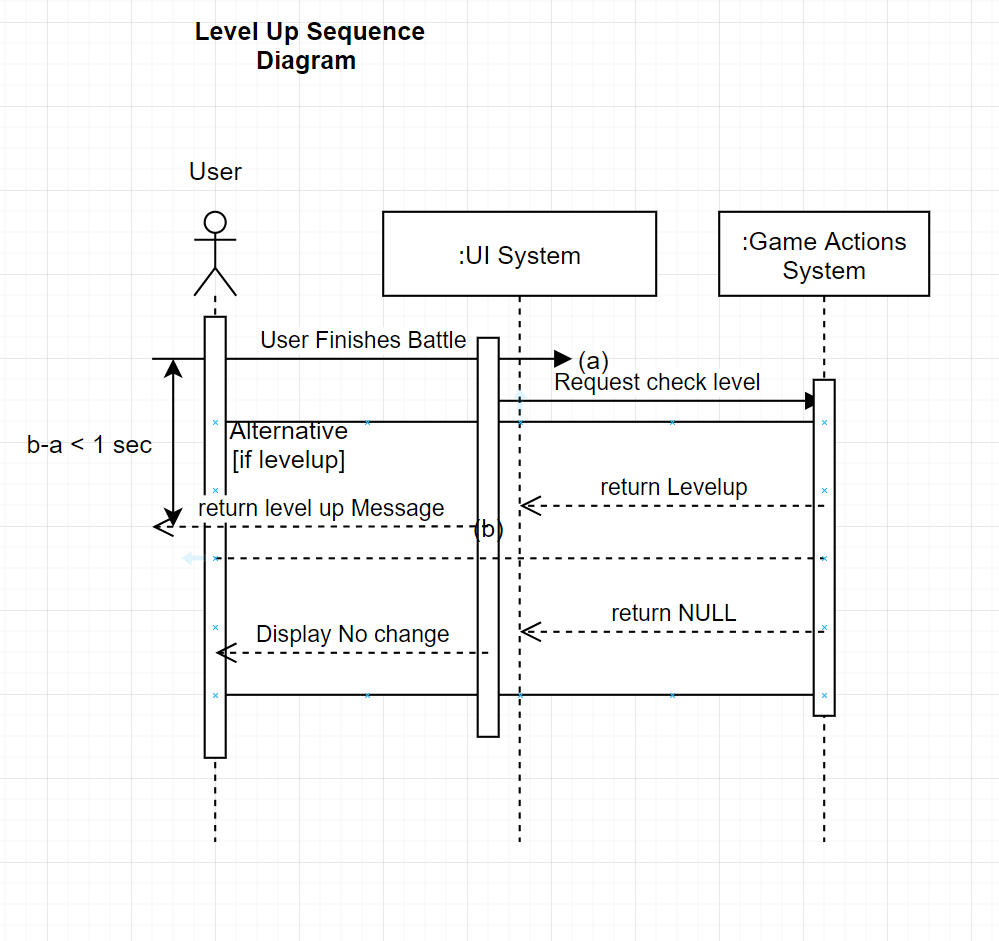 Level Up Sequence
Diagram
User
:UI System
:Game Actions
System
User Finishes Battle
(a)
Request check level
Alternative
[if levelup]
b-a < 1 sec
return Levelup
return level up Message
(b)
return NULL
Display No change